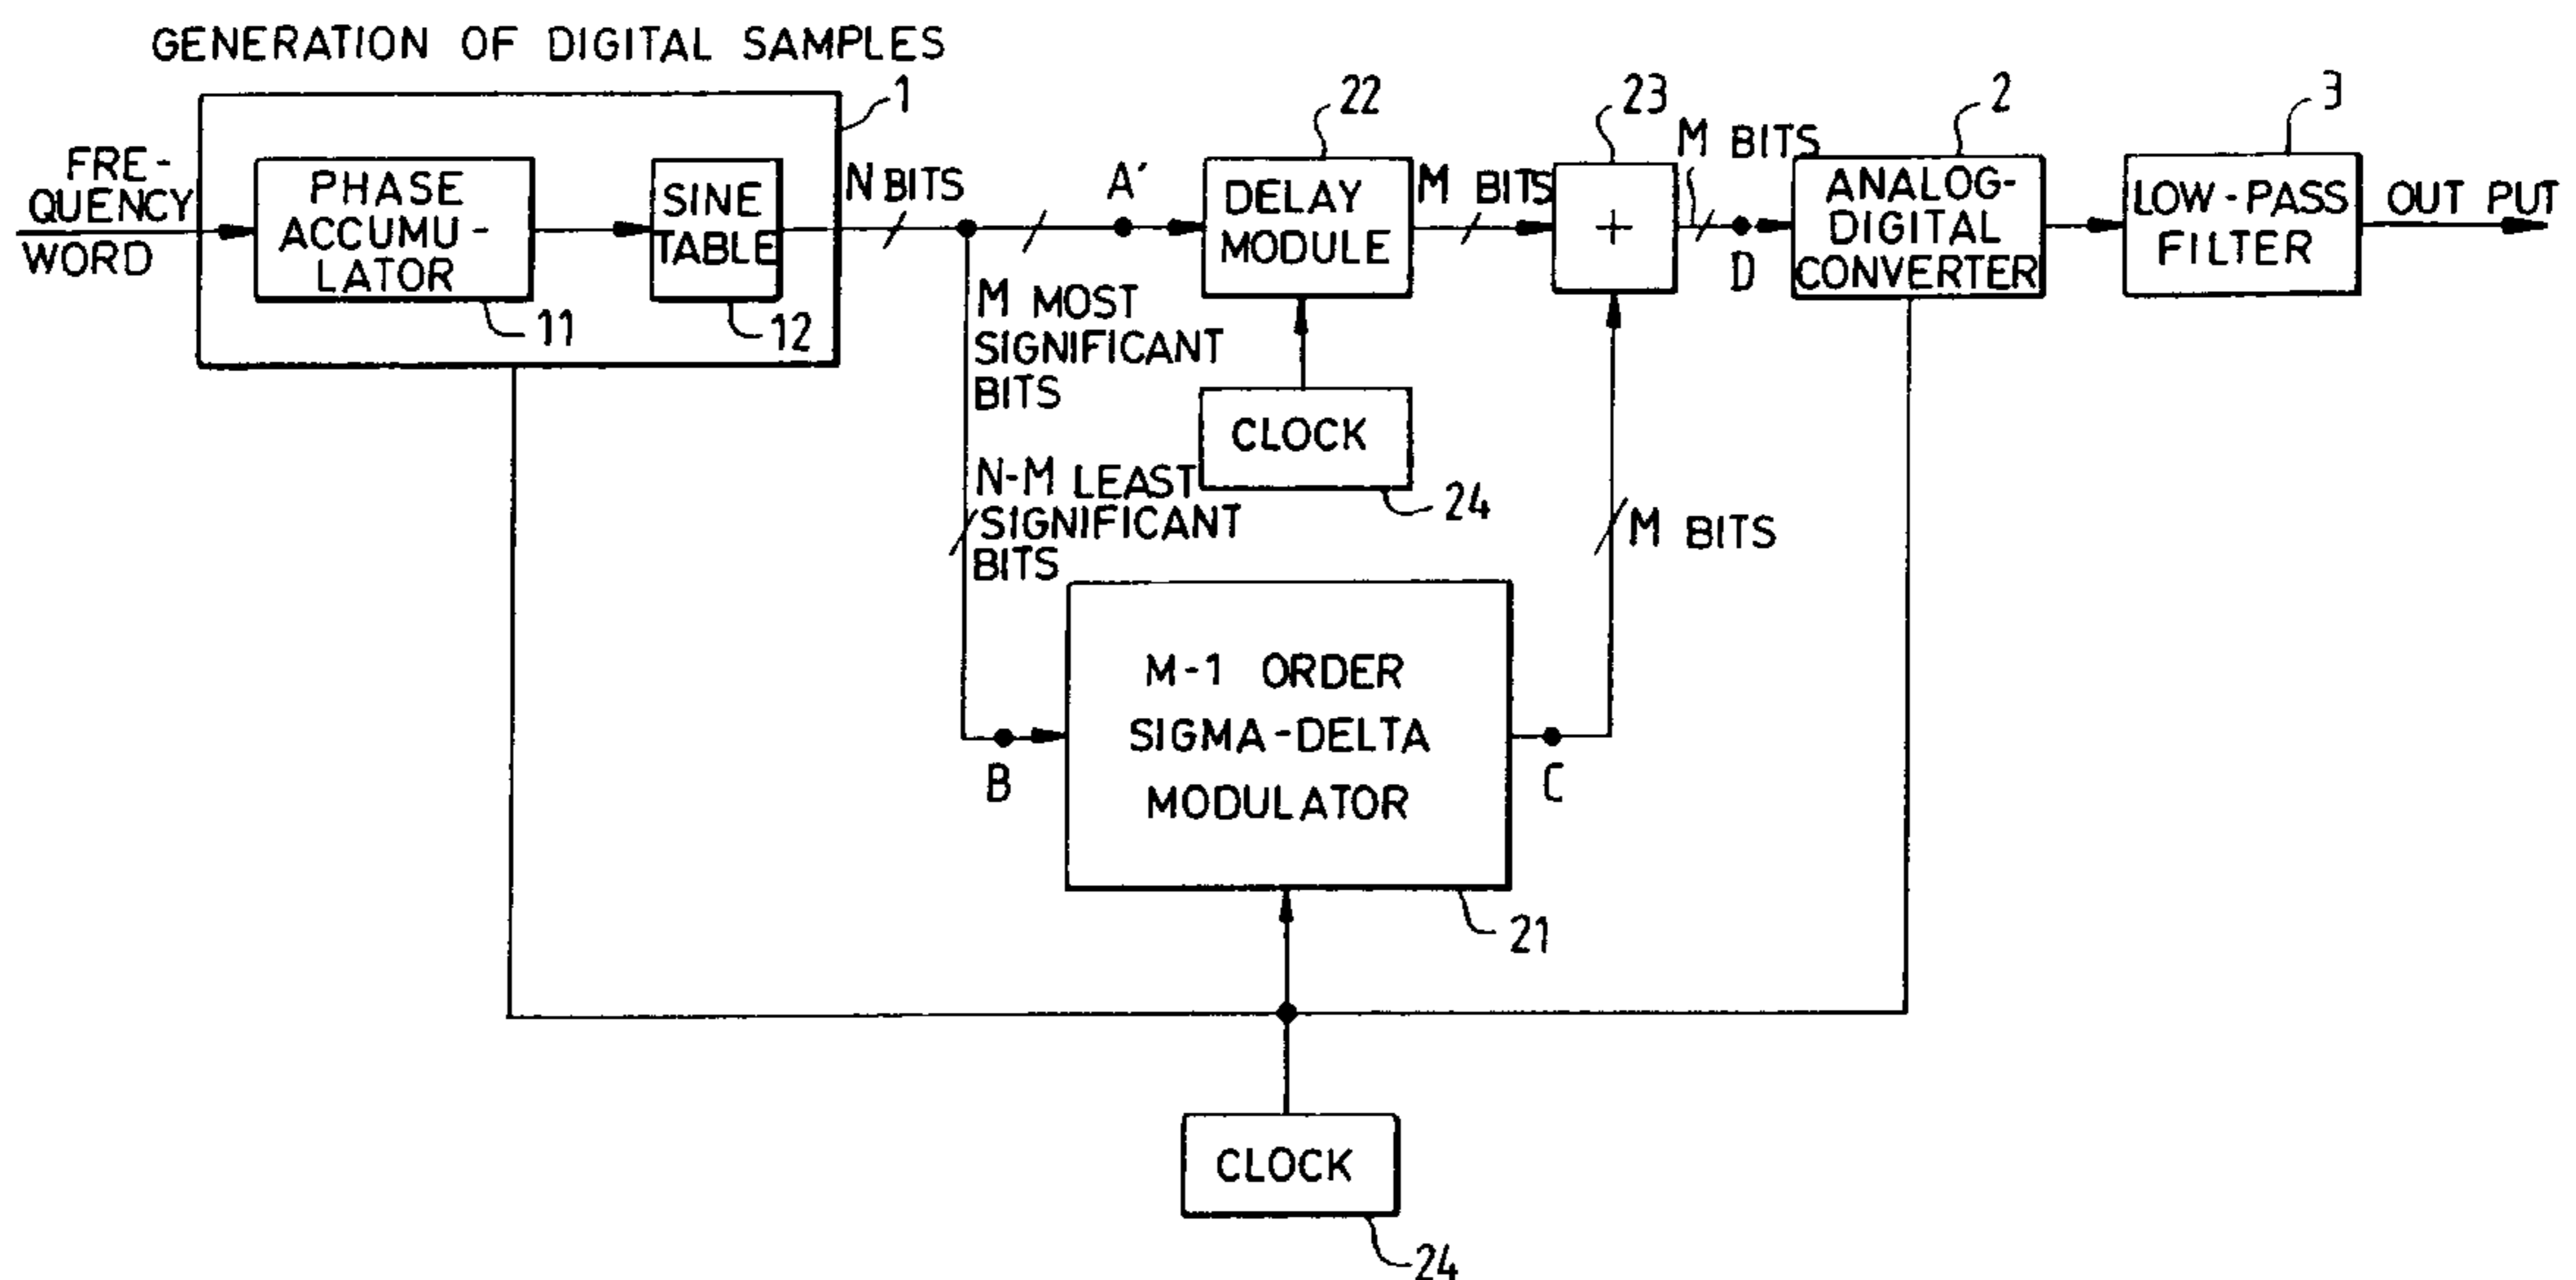 GENERATION OF DIGITAL SAMPLES
1
FRE-
QUENCY
WORD
PHASE
ACCUMU-
LATOR
11
SINE
TABLE
12
N BITS
A'
M MOST
SIGNIFICANT
BITS
22
DELAY
MODULE
M BITS
23
+
M BITS
D
2
ANALOG-
DIGITAL
CONVERTER
3
LOW-PASS
FILTER
OUT PUT
CLOCK
24
N-M LEAST
SIGNIFICANT
BITS
M BITS
B
M-1 ORDER
SIGMA-DELTA
MODULATOR
C
21
CLOCK
24